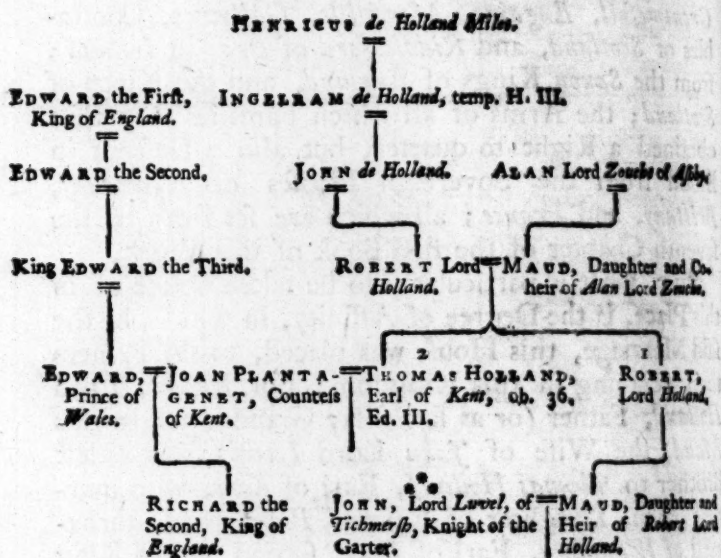 HENRICUS de Holland Miles.
EDWARD the First,
King of England.
INGELRAM de Holland, temp. H. III.
EDWARD the Second.
JOHN de Holland.
ALAN Lord Zouche of Ashby.
King EDWARD the Third.
ROBERT Lord
Holland.
MAUD, Daughter and Co-
heir of Alan Lord Zouche.
EDWARD,
Prince of
Wales.
JOAN PLANTA-
GENET, Countess
of Kent.
2
THOMAS HOLLAND,
Earl of Kent, ob. 36.
Ed. III.
1
ROBERT,
Lord Holland.
RICHARD the
Second, King of
England.
JOHN, Lord Luvel, of
Tichmersh, Knight of the
Garter.
MAUD, Daughter and
Heir of Robert Lord
Holland.